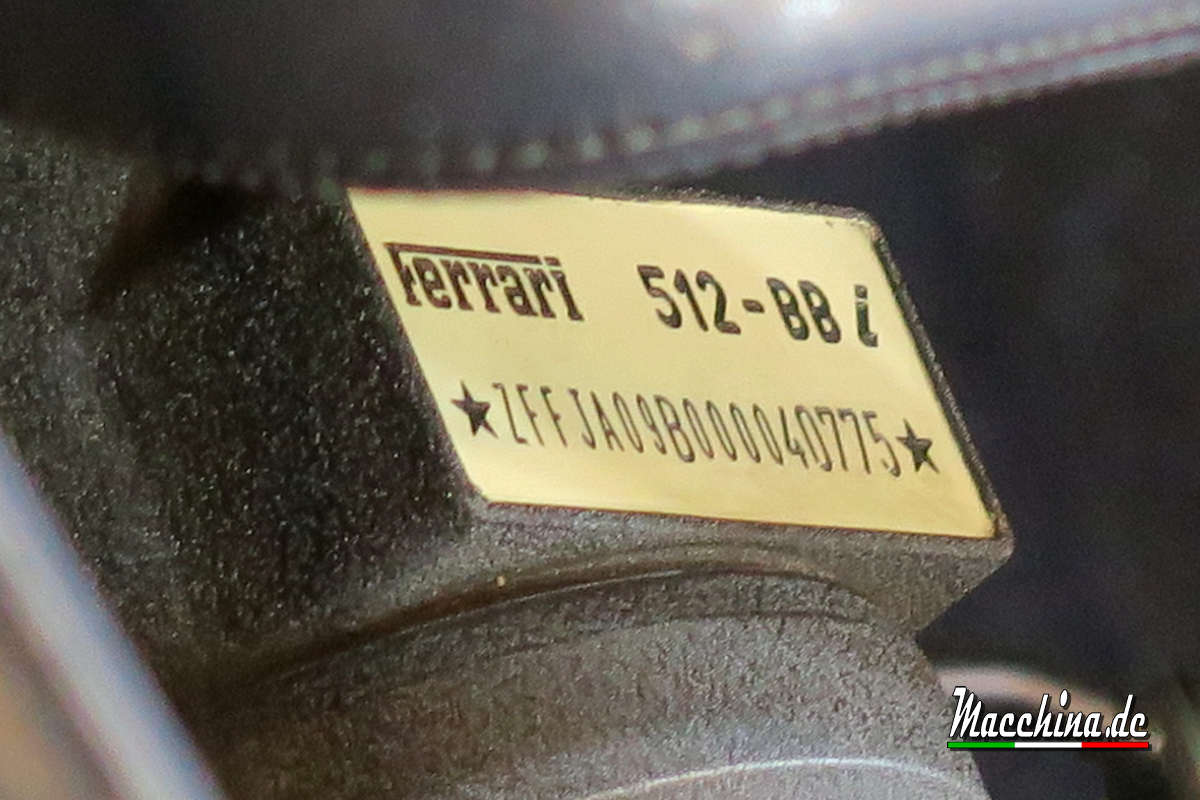 Ferrari 512-BB i
★ZFFJA09B000040775★
Macchina.de